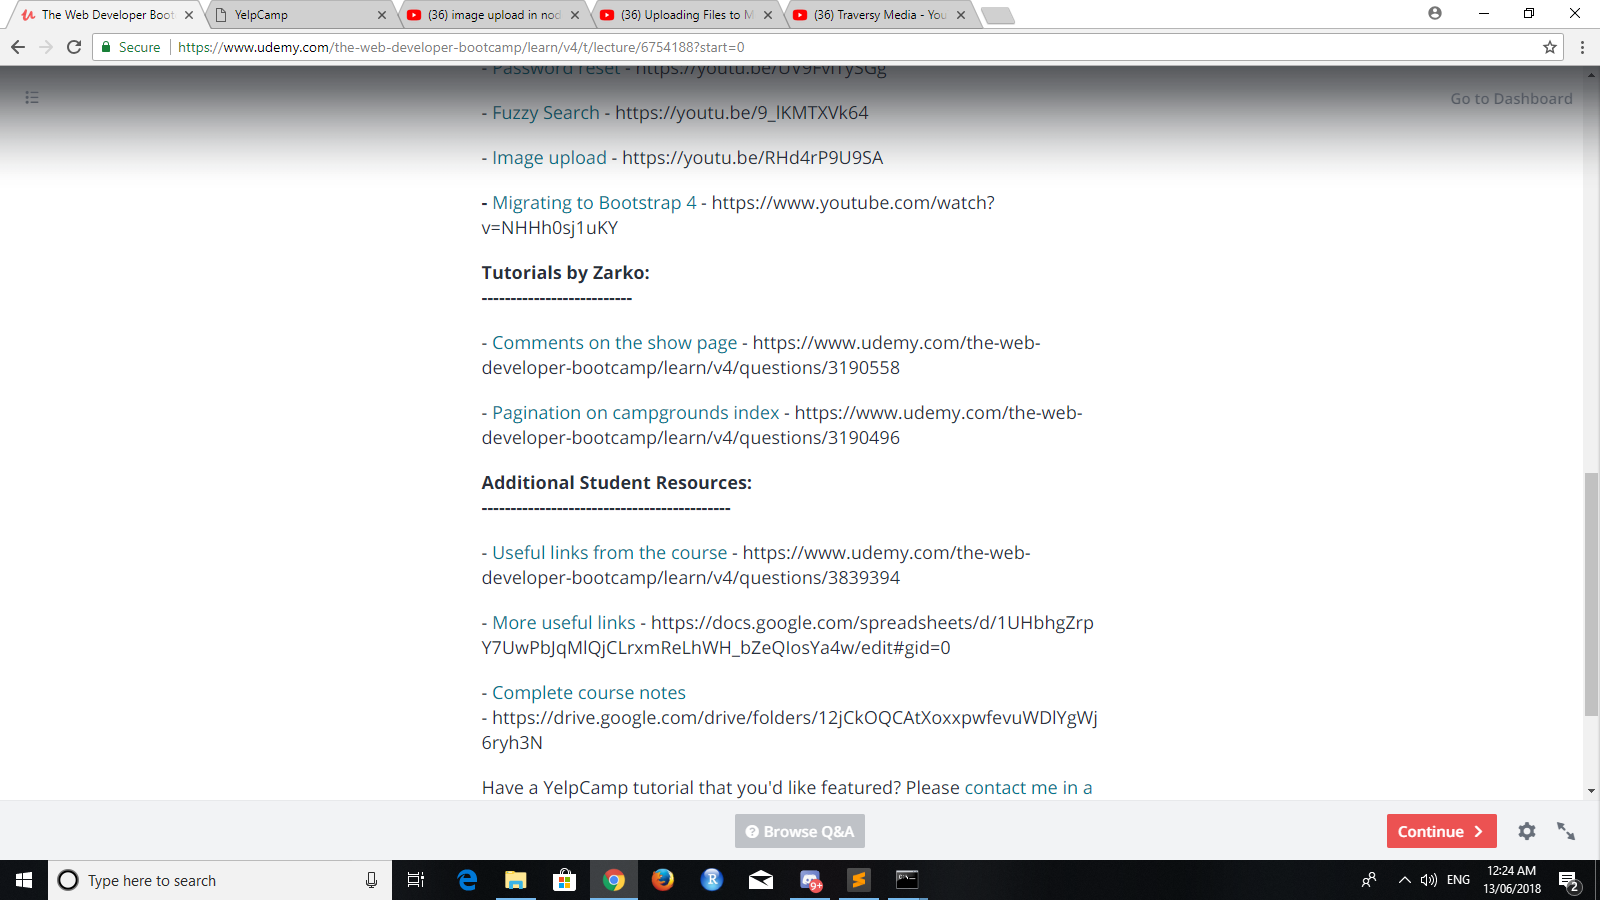 The Web Developer Boot
YelpCamp
(36) image upload in nod
(36) Uploading Files to M
(36) Traversy Media - You
Secure
https://www.udemy.com/the-web-developer-bootcamp/learn/v4/t/lecture/6754188?start=0
- Password reset - https://youtu.be/UV9FvlTySGg
Go to Dashboard
- Fuzzy Search - https://youtu.be/9_lKMTXVk64
- Image upload - https://youtu.be/RHd4rP9U9SA
- Migrating to Bootstrap 4 - https://www.youtube.com/watch?
v=NHHh0sj1uKY
Tutorials by Zarko:
--------------------------
- Comments on the show page - https://www.udemy.com/the-web-
developer-bootcamp/learn/v4/questions/3190558
- Pagination on campgrounds index - https://www.udemy.com/the-web-
developer-bootcamp/learn/v4/questions/3190496
Additional Student Resources:
-------------------------------------------
- Useful links from the course - https://www.udemy.com/the-web-
developer-bootcamp/learn/v4/questions/3839394
- More useful links - https://docs.google.com/spreadsheets/d/1UHbhgZrp
Y7UwPbJqMlQjCLrxmReLhWH_bZeQIosYa4w/edit#gid=0
- Complete course notes
- https://drive.google.com/drive/folders/12jCkOQCAtXoxxpwfevuWDlYgWj
6ryh3N
Have a YelpCamp tutorial that you'd like featured? Please contact me in a
Browse Q&A
Continue
Type here to search
9+
ENG
12:24 AM
13/06/2018
2